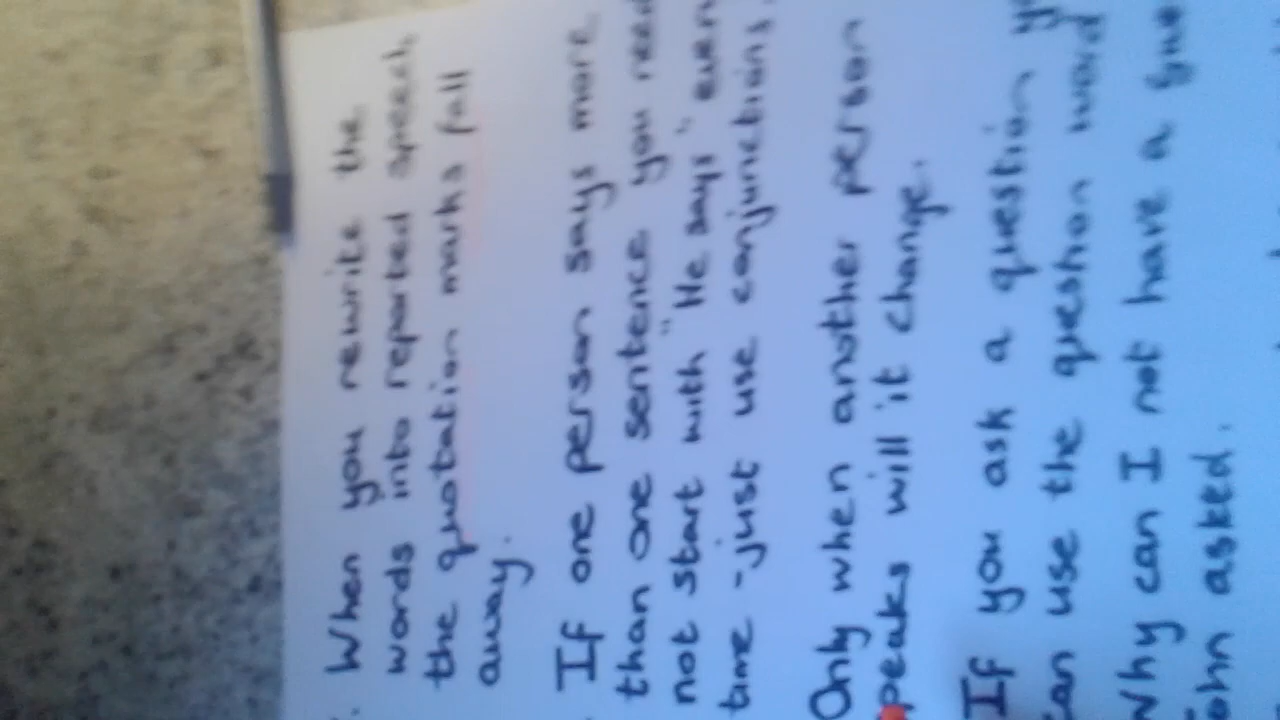 . When you rewrite the
words into reported speech,
the quotation marks fall
away.
If one person says more
than one sentence you need
not start with "He says"
time - just use conjunctions.
Only when another person
speaks will it change.
If you ask a question
can use the question word
Why can I not have a
John asked.